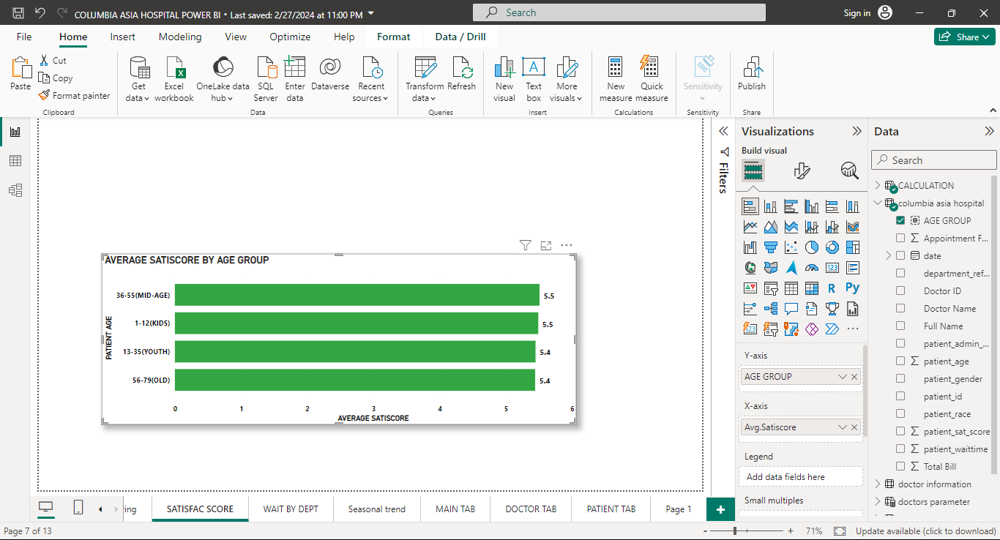 COLUMBIA ASIA HOSPITAL POWER BI • Last saved: 2/27/2024 at 11:00 PM
Search
Sign in
File
Home
Insert
Modeling
View
Optimize
Help
Format
Data / Drill
Share
Paste
Cut
Copy
Format painter
Clipboard
Get data
Excel workbook
OneLake data hub
SQL Server
Enter data
Dataverse
Recent sources
Data
Transform data
Refresh
Queries
New visual
Text box
More visuals
Insert
New measure
Quick measure
Calculations
Sensitivity
Sensitivity
Publish
Share
AVERAGE SATISCORE BY AGE GROUP
PATIENT AGE
36-55(MID-AGE) 5.5
1-12(KIDS) 5.5
13-35(YOUTH) 5.4
56-79(OLD) 5.4
0 1 2 3 4 5 6
AVERAGE SATISCORE
Filters
Visualizations
Build visual
123
R
Py
123
Y-axis
AGE GROUP
X-axis
Avg.Satiscore
Legend
Add data fields here
Small multiples
Data
Search
CALCULATION
columbia asia hospital
AGE GROUP
Appointment F...
date
department_ref...
Doctor ID
Doctor Name
Full Name
patient_admin_...
patient_age
patient_gender
patient_id
patient_race
patient_sat_score
patient_waittime
Total Bill
doctor information
doctors parameter
ring
SATISFAC SCORE
WAIT BY DEPT
Seasonal trend
MAIN TAB
DOCTOR TAB
PATIENT TAB
Page 1
Page 7 of 13
- + 71%
Update available (click to download)